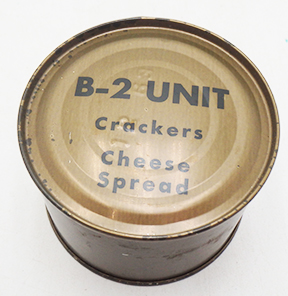 B-2 UNIT
Crackers
Cheese
Spread